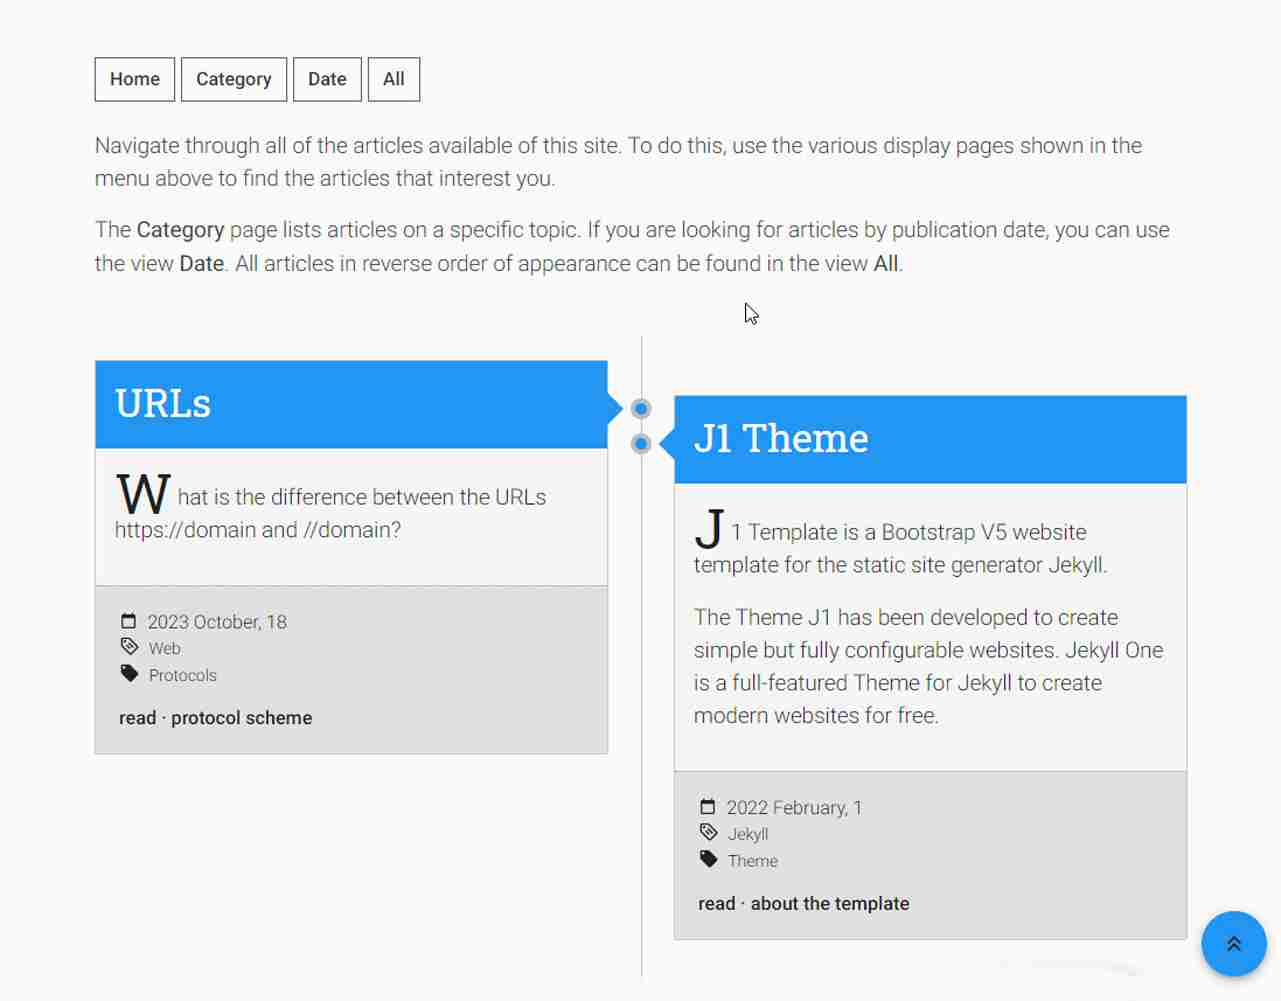 Home Category Date All
Navigate through all of the articles available of this site. To do this, use the various display pages shown in the
menu above to find the articles that interest you.
The Category page lists articles on a specific topic. If you are looking for articles by publication date, you can use
the view Date. All articles in reverse order of appearance can be found in the view All.
URLs
What is the difference between the URLs
https://domain and //domain?
2023 October, 18
Web
Protocols
read · protocol scheme
J1 Theme
J1 Template is a Bootstrap V5 website
template for the static site generator Jekyll.
The Theme J1 has been developed to create
simple but fully configurable websites. Jekyll One
is a full-featured Theme for Jekyll to create
modern websites for free.
2022 February, 1
Jekyll
Theme
read · about the template